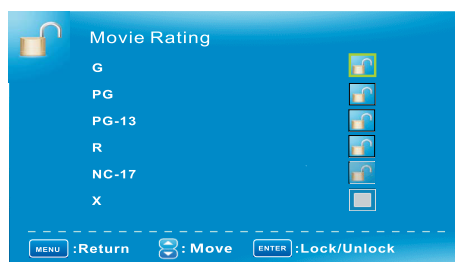 Movie Rating
G
PG
PG-13
R
NC-17
X
MENU :Return : Move ENTER :Lock/Unlock